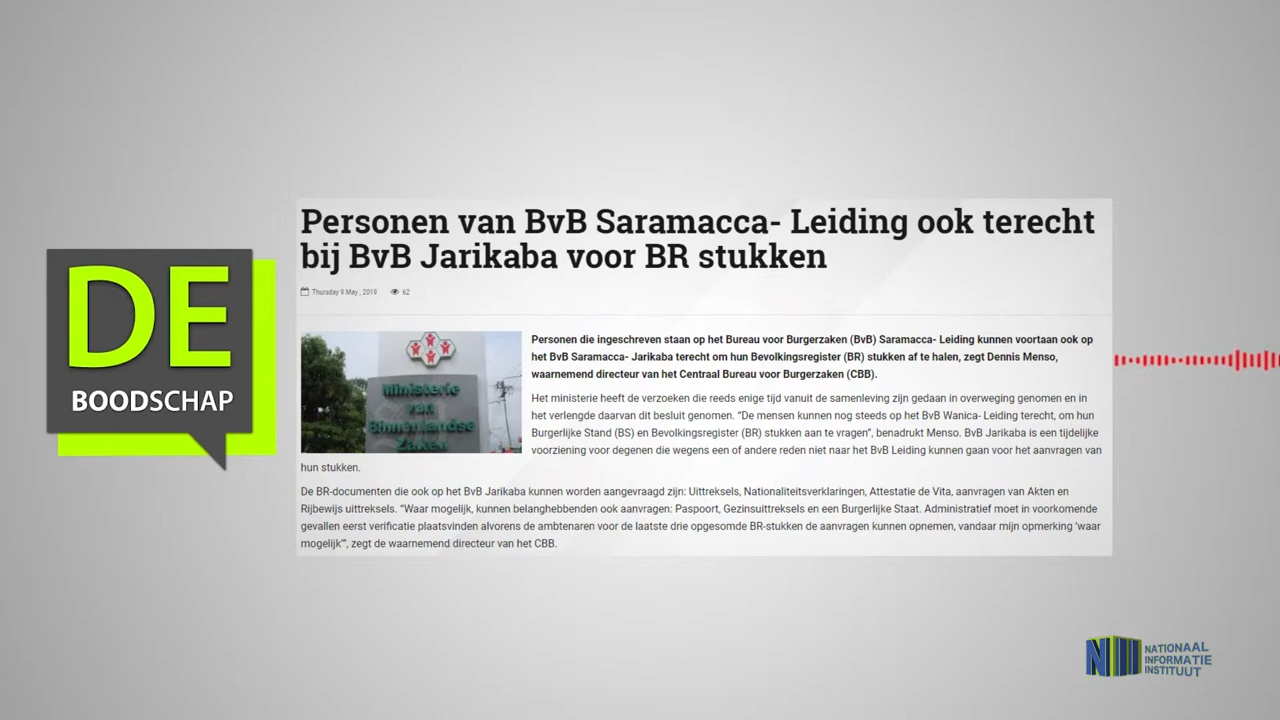 DE
BOODSCHAP
Personen van BvB Saramacca- Leiding ook terecht
bij BvB Jarikaba voor BR stukken
Thursday 9 May , 2019 62
Ministerie
van
Binnenlandse
Zaken
Personen die ingeschreven staan op het Bureau voor Burgerzaken (BvB) Saramacca- Leiding kunnen voortaan ook op
het BvB Saramacca- Jarikaba terecht om hun Bevolkingsregister (BR) stukken af te halen, zegt Dennis Menso,
waarnemend directeur van het Centraal Bureau voor Burgerzaken (CBB).
Het ministerie heeft de verzoeken die reeds enige tijd vanuit de samenleving zijn gedaan in overweging genomen en in
het verlengde daarvan dit besluit genomen. “De mensen kunnen nog steeds op het BvB Wanica- Leiding terecht, om hun
Burgerlijke Stand (BS) en Bevolkingsregister (BR) stukken aan te vragen”, benadrukt Menso. BvB Jarikaba is een tijdelijke
voorziening voor degenen die wegens een of andere reden niet naar het BvB Leiding kunnen gaan voor het aanvragen van
hun stukken.
De BR-documenten die ook op het BvB Jarikaba kunnen worden aangevraagd zijn: Uittreksels, Nationaliteitsverklaringen, Attestatie de Vita, aanvragen van Akten en
Rijbewijs uittreksels. “Waar mogelijk, kunnen belanghebbenden ook aanvragen: Paspoort, Gezinsuittreksels en een Burgerlijke Staat. Administratief moet in voorkomende
gevallen eerst verificatie plaatsvinden alvorens de ambtenaren voor de laatste drie opgesomde BR-stukken de aanvragen kunnen opnemen, vandaar mijn opmerking ‘waar
mogelijk’”, zegt de waarnemend directeur van het CBB.
NATIONAAL
INFORMATIE
INSTITUUT